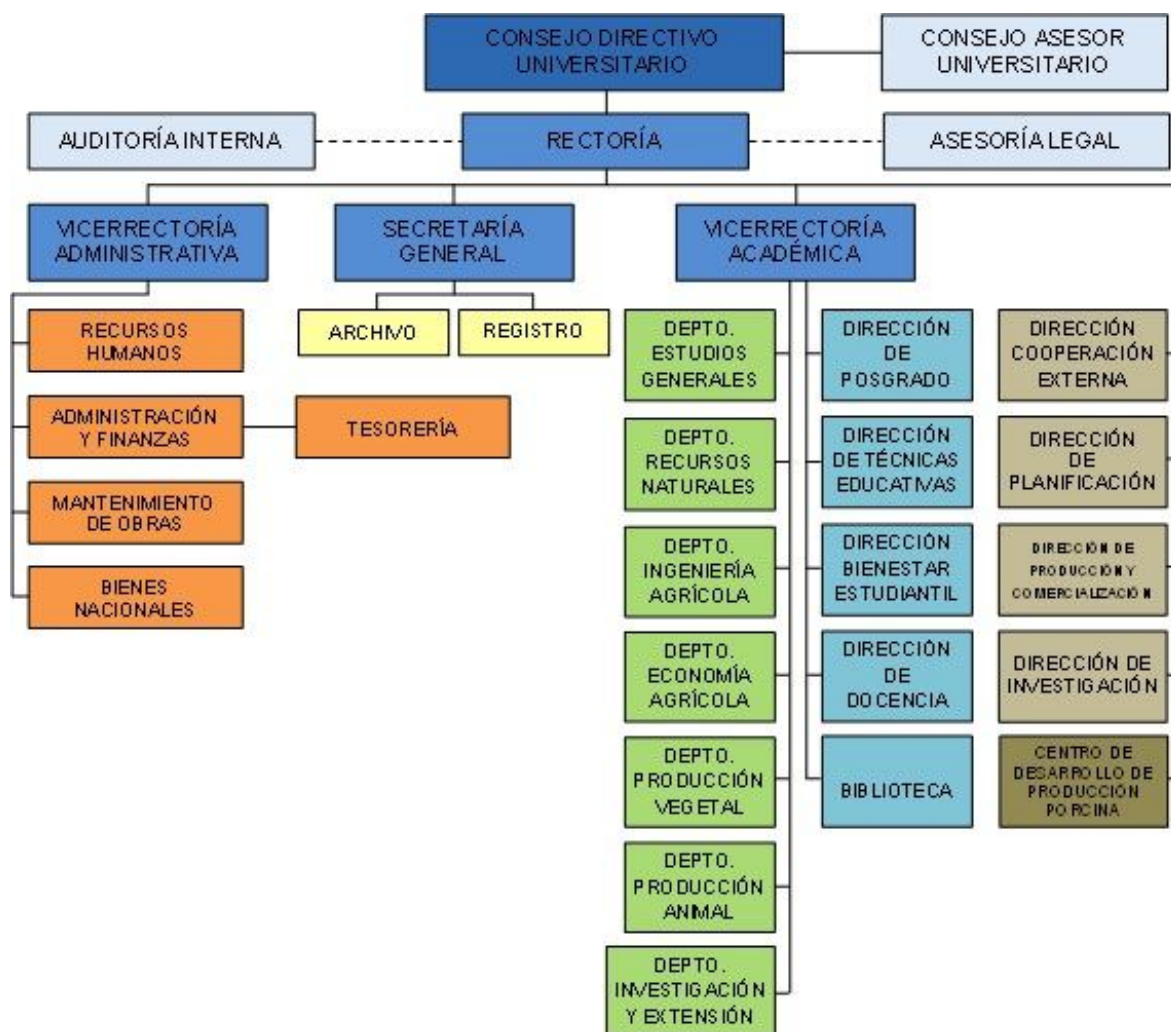 CONSEJO DIRECTIVO
UNIVERSITARIO
CONSEJO ASESOR
UNIVERSITARIO
AUDITORÍA INTERNA
RECTORÍA
ASESORÍA LEGAL
VICERRECTORÍA
ADMINISTRATIVA
SECRETARÍA
GENERAL
VICERRECTORÍA
ACADÉMICA
RECURSOS
HUMANOS
ADMINISTRACIÓN
Y FINANZAS
TESORERÍA
MANTENIMIENTO
DE OBRAS
BIENES
NACIONALES
ARCHIVO
REGISTRO
DEPTO.
ESTUDIOS
GENERALES
DEPTO.
RECURSOS
NATURALES
DEPTO.
INGENIERÍA
AGRÍCOLA
DEPTO.
ECONOMÍA
AGRÍCOLA
DEPTO.
PRODUCCIÓN
VEGETAL
DEPTO.
PRODUCCIÓN
ANIMAL
DEPTO.
INVESTIGACIÓN
Y EXTENSIÓN
DIRECCIÓN
DE
POSGRADO
DIRECCIÓN
DE TÉCNICAS
EDUCATIVAS
DIRECCIÓN
BIENESTAR
ESTUDIANTIL
DIRECCIÓN
DE
DOCENCIA
BIBLIOTECA
DIRECCIÓN
COOPERACIÓN
EXTERNA
DIRECCIÓN
DE
PLANIFICACIÓN
DIRECCIÓN DE
PRODUCCIÓN Y
COMERCIALIZACIÓN
DIRECCIÓN DE
INVESTIGACIÓN
CENTRO DE
DESARROLLO DE
PRODUCCIÓN
PORCINA